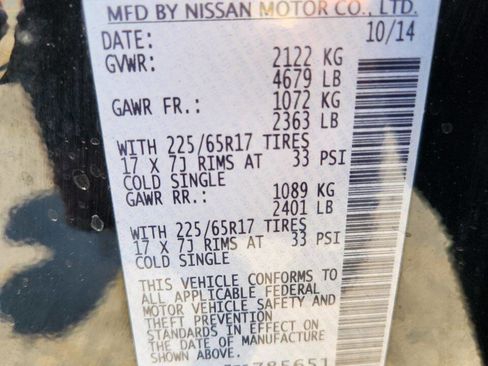 MFD BY NISSAN MOTOR CO., LTD.
DATE: 10/14
GVWR: 2122 KG
4679 LB
GAWR FR.: 1072 KG
2363 LB
WITH 225/65R17 TIRES
17 X 7J RIMS AT 33 PSI
COLD SINGLE
GAWR RR.: 1089 KG
2401 LB
WITH 225/65R17 TIRES
17 X 7J RIMS AT 33 PSI
COLD SINGLE
THIS VEHICLE CONFORMS TO
ALL APPLICABLE FEDERAL
MOTOR VEHICLE SAFETY AND
THEFT PREVENTION
STANDARDS IN EFFECT ON
THE DATE OF MANUFACTURE
SHOWN ABOVE.
785651